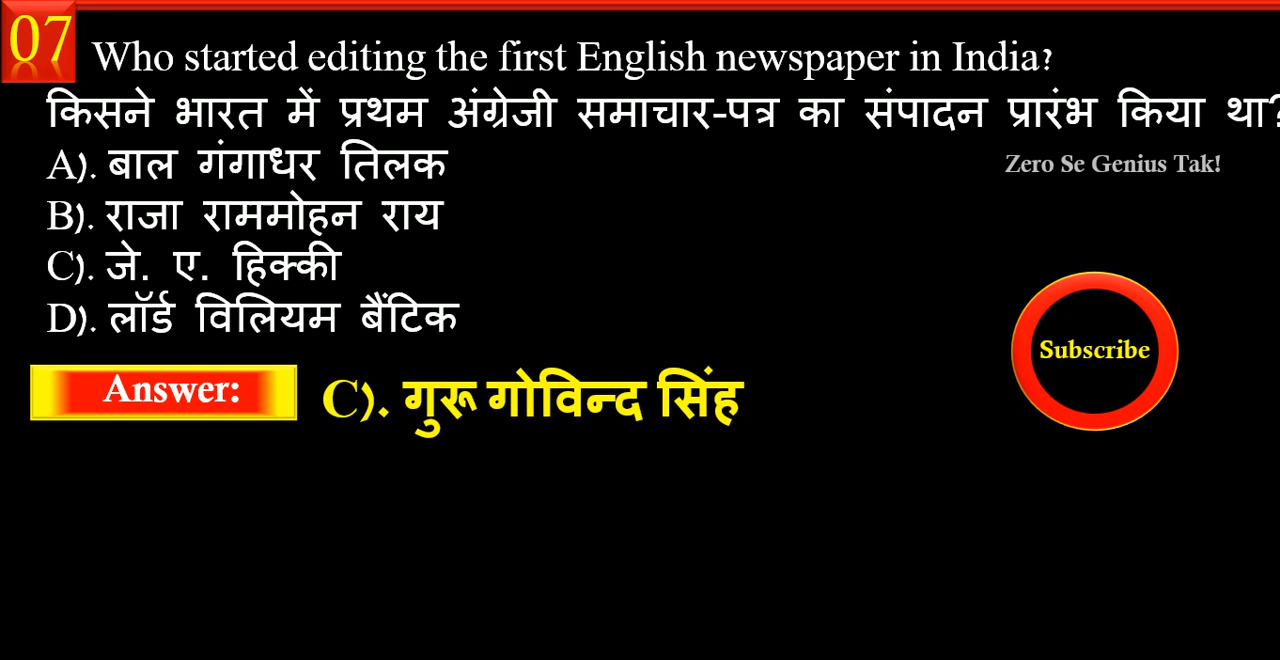 07
Who started editing the first English newspaper in India?
किसने भारत में प्रथम अंग्रेजी समाचार-पत्र का संपादन प्रारंभ किया था?
A). बाल गंगाधर तिलक
Zero Se Genius Tak!
B). राजा राममोहन राय
C). जे. ए. हिक्की
D). लॉर्ड विलियम बैंटिक
Subscribe
Answer: C). गुरू गोविन्द सिंह